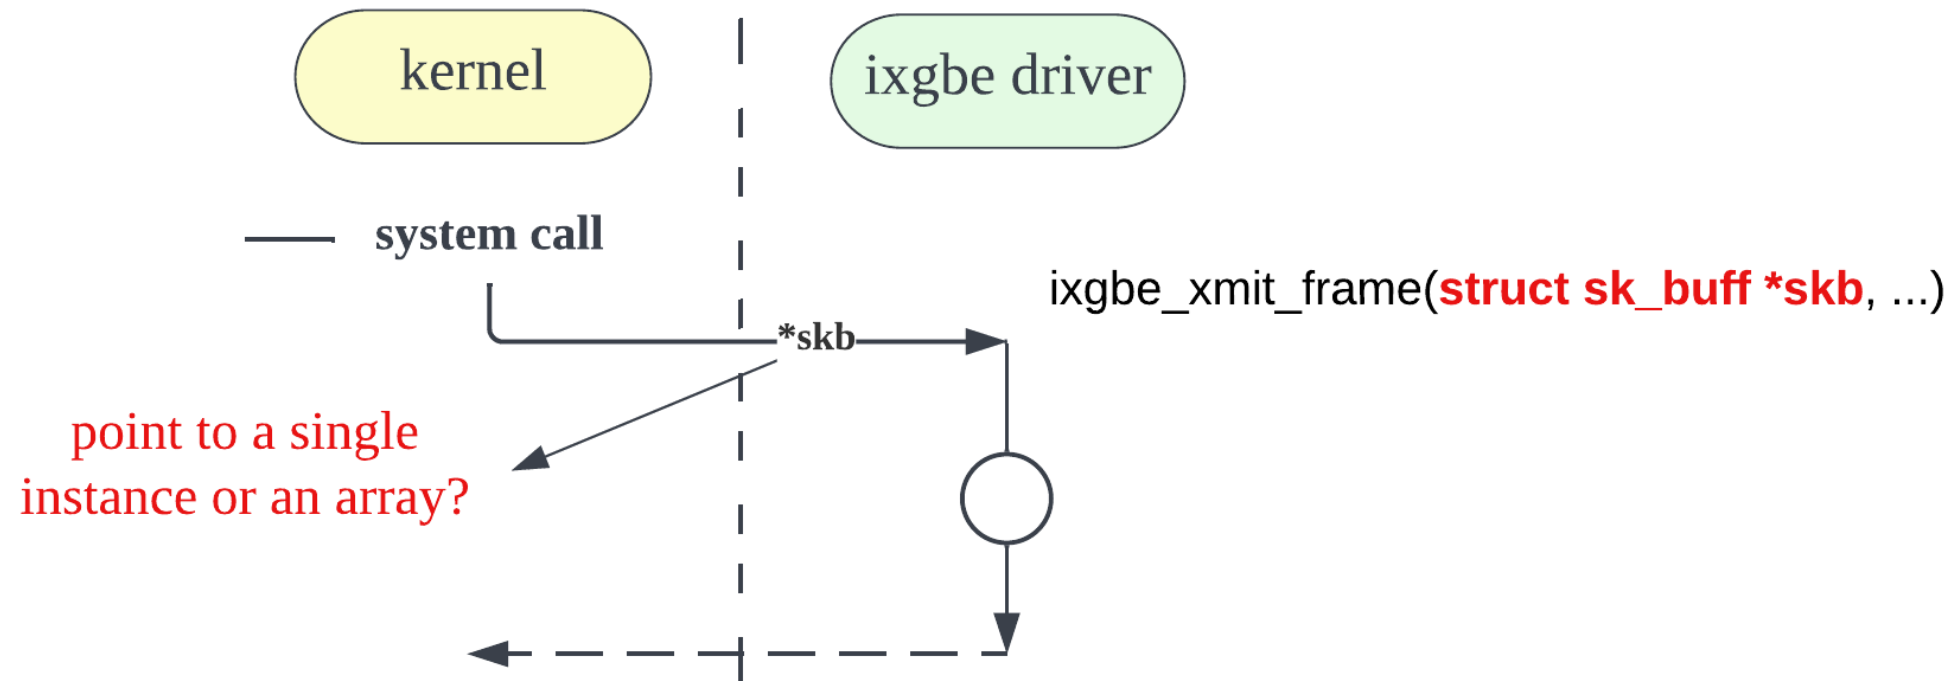 kernel
ixgbe driver
system call
ixgbe_xmit_frame(struct sk_buff *skb, ...)
*skb
point to a single
instance or an array?